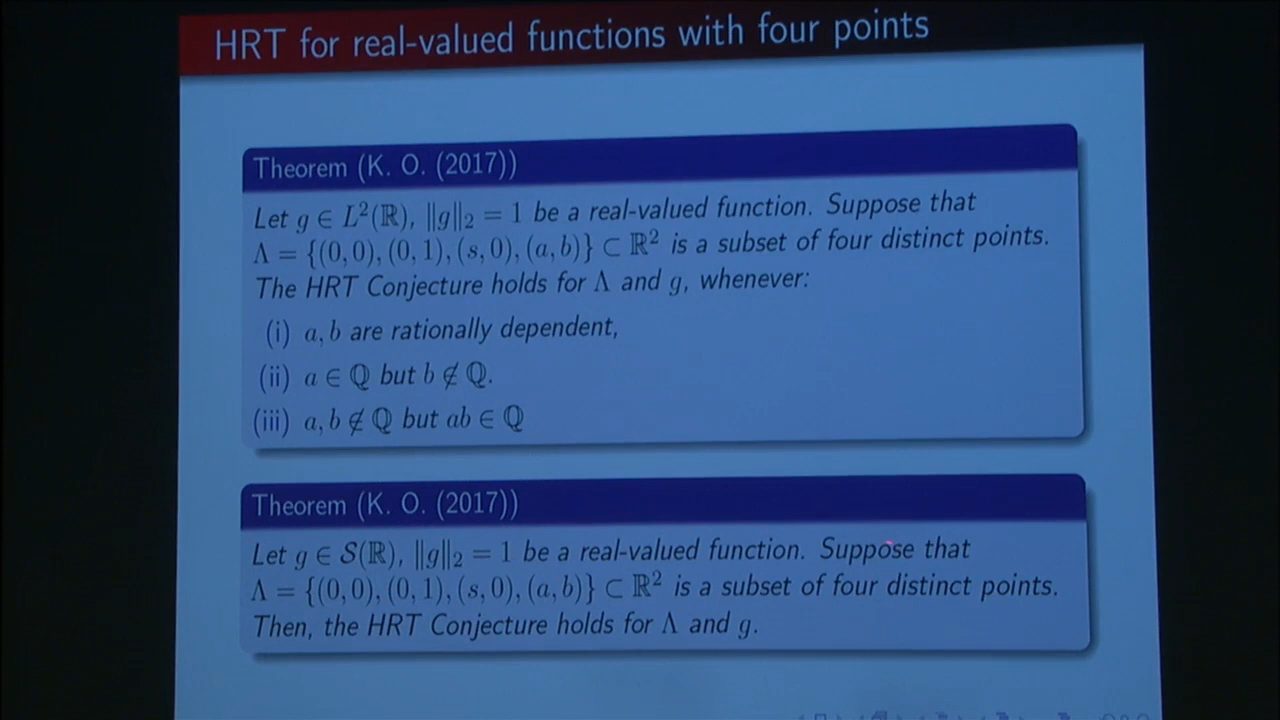 HRT for real-valued functions with four points
Theorem (K. O. (2017))
Let g ∈ L²(ℝ), ‖g‖₂ = 1 be a real-valued function. Suppose that
Λ = {(0, 0), (0, 1), (s, 0), (a, b)} ⊂ ℝ² is a subset of four distinct points.
The HRT Conjecture holds for Λ and g, whenever:
(i) a, b are rationally dependent,
(ii) a ∈ ℚ but b ∉ ℚ.
(iii) a, b ∉ ℚ but ab ∈ ℚ
Theorem (K. O. (2017))
Let g ∈ 𝒮(ℝ), ‖g‖₂ = 1 be a real-valued function. Suppose that
Λ = {(0, 0), (0, 1), (s, 0), (a, b)} ⊂ ℝ² is a subset of four distinct points.
Then, the HRT Conjecture holds for Λ and g.